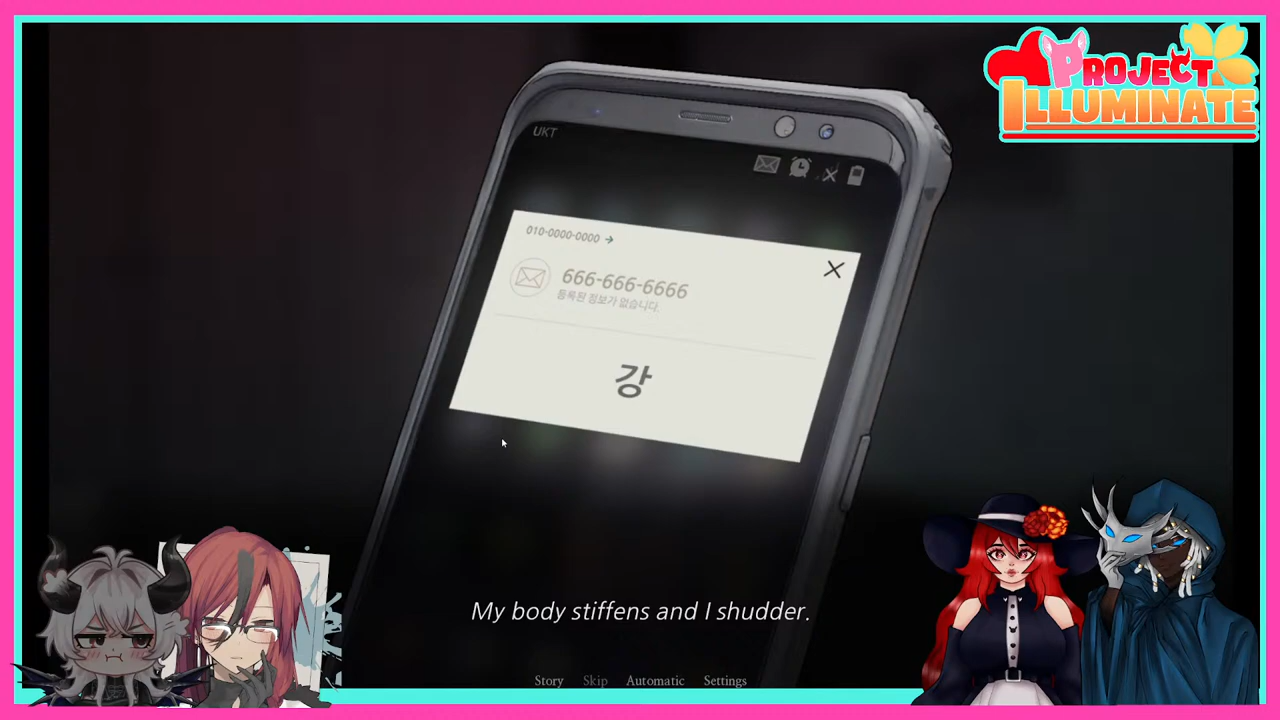 PROJECT
ILLUMINATE
UKT
010-0000-0000
666-666-6666
등록된 정보가 없습니다.
강
My body stiffens and I shudder.
Story Skip Automatic Settings